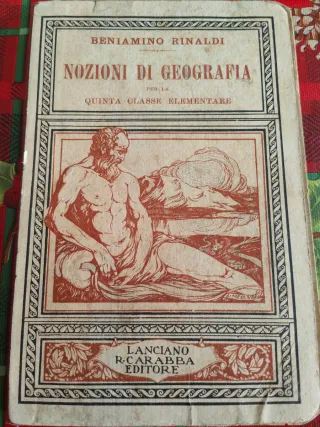 BENIAMINO RINALDI
NOZIONI DI GEOGRAFIA
PER LA
QUINTA CLASSE ELEMENTARE
LANCIANO
R. CARABBA
EDITORE